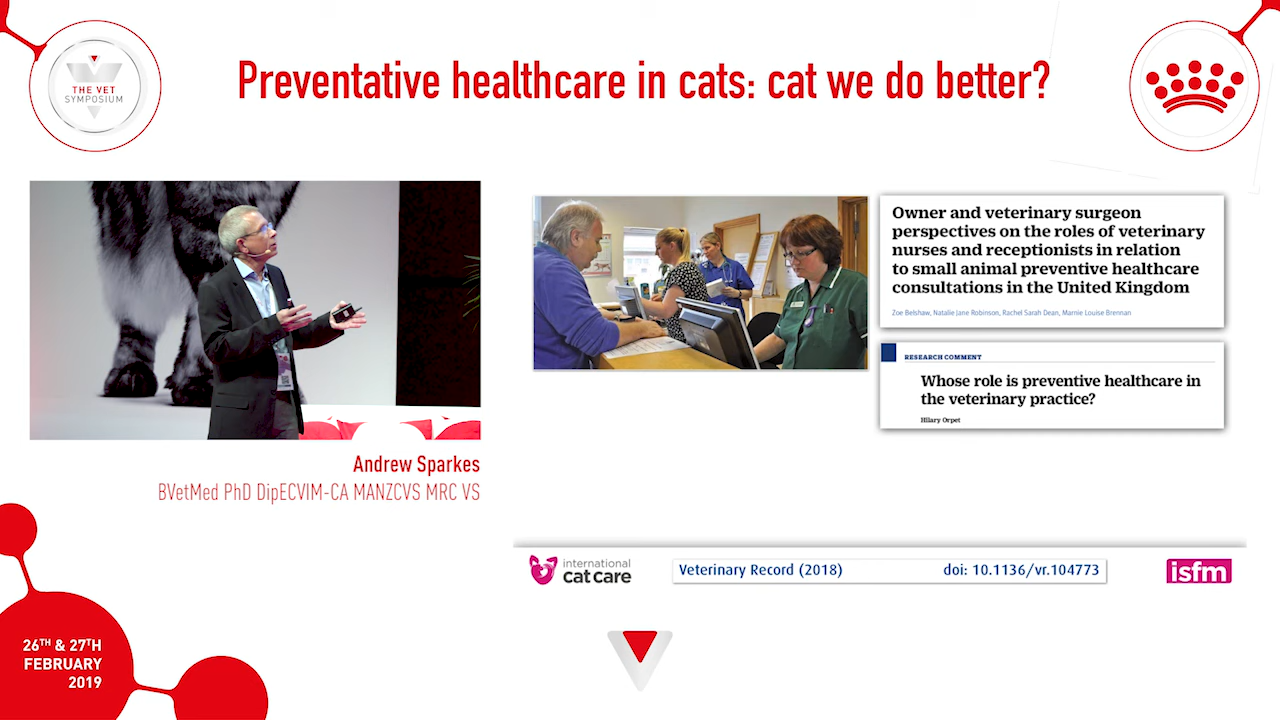 THE VET
SYMPOSIUM
Preventative healthcare in cats: cat we do better?
Andrew Sparkes
BVetMed PhD DipECVIM-CA MANZCVS MRC VS
Owner and veterinary surgeon
perspectives on the roles of veterinary
nurses and receptionists in relation
to small animal preventive healthcare
consultations in the United Kingdom
Zoe Belshaw, Natalie Jane Robinson, Rachel Sarah Dean, Marnie Louise Brennan
RESEARCH COMMENT
Whose role is preventive healthcare in
the veterinary practice?
Hilary Orpet
international
cat care
Veterinary Record (2018)
doi: 10.1136/vr.104773
isfm
26TH & 27TH
FEBRUARY
2019